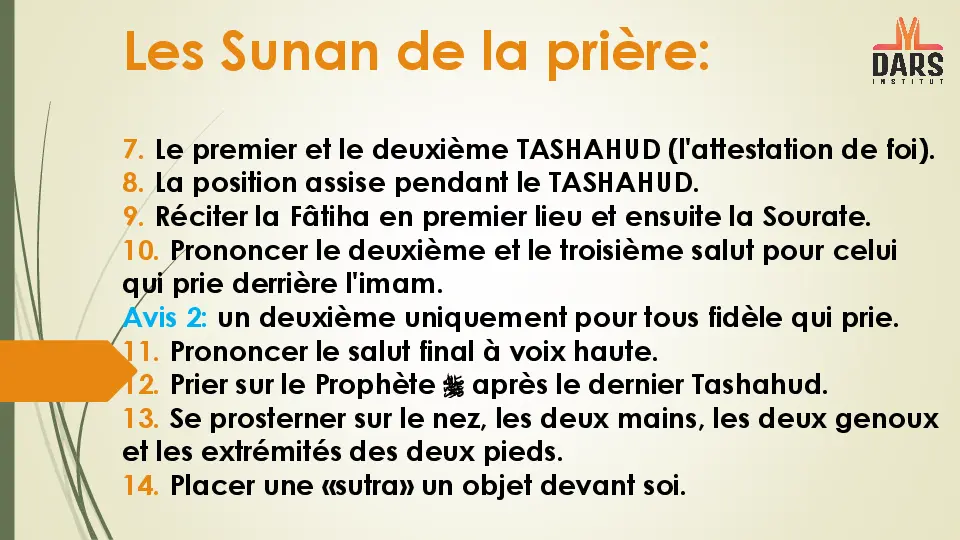 Les Sunan de la prière:
DARS
INSTITUT
7. Le premier et le deuxième TASHAHUD (l'attestation de foi).
8. La position assise pendant le TASHAHUD.
9. Réciter la Fâtiha en premier lieu et ensuite la Sourate.
10. Prononcer le deuxième et le troisième salut pour celui
qui prie derrière l'imam.
Avis 2: un deuxième uniquement pour tous fidèle qui prie.
11. Prononcer le salut final à voix haute.
12. Prier sur le Prophète ﷺ après le dernier Tashahud.
13. Se prosterner sur le nez, les deux mains, les deux genoux
et les extrémités des deux pieds.
14. Placer une «sutra» un objet devant soi.